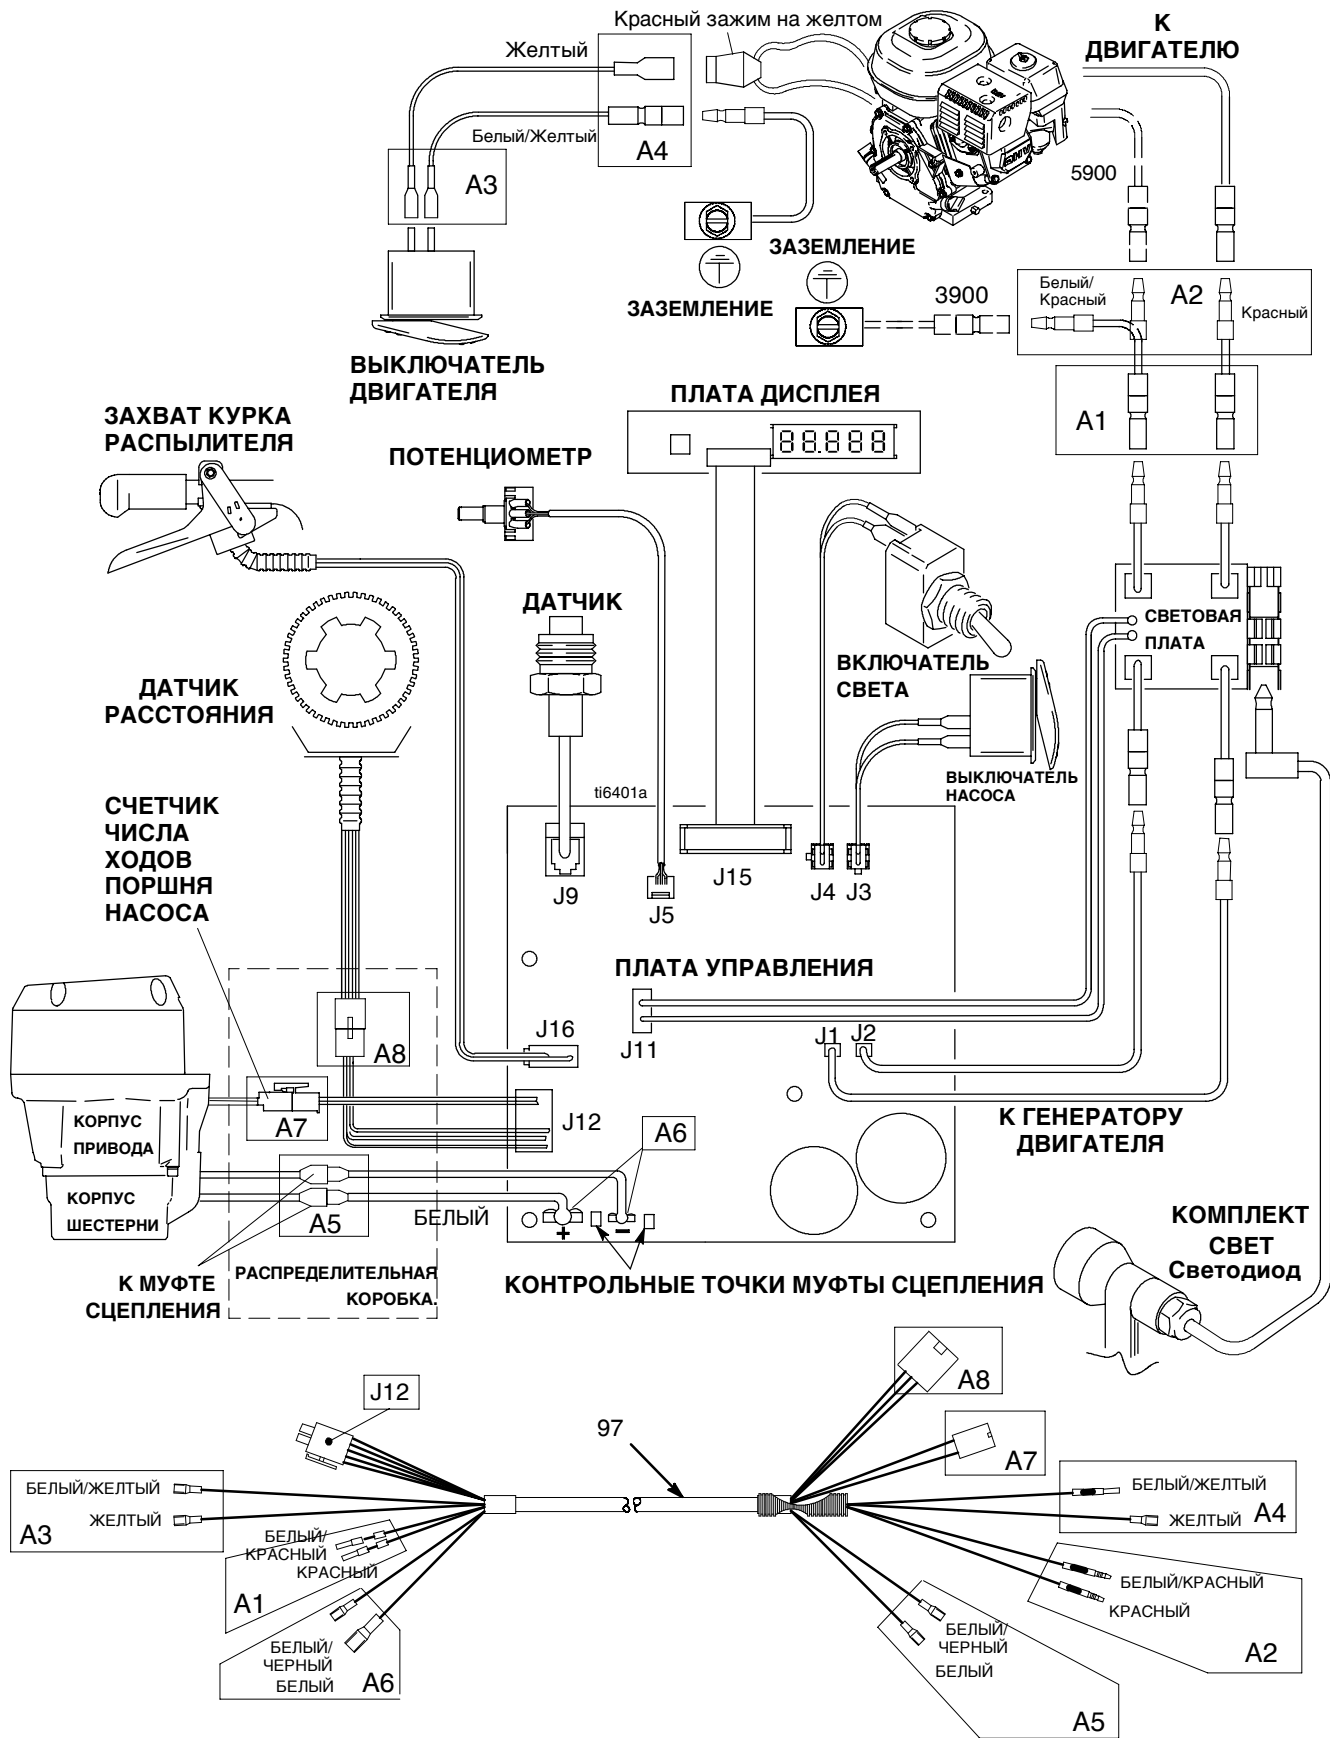 Красный зажим на желтом
К
ДВИГАТЕЛЮ
Желтый
Белый/Желтый
A4
A3
5900
ЗАЗЕМЛЕНИЕ
ЗАЗЕМЛЕНИЕ
3900
Белый/
Красный
A2
Красный
ВЫКЛЮЧАТЕЛЬ
ДВИГАТЕЛЯ
A1
ПЛАТА ДИСПЛЕЯ
88.888
ЗАХВАТ КУРКА
РАСПЫЛИТЕЛЯ
ПОТЕНЦИОМЕТР
ДАТЧИК
СВЕТОВАЯ
ПЛАТА
ВКЛЮЧАТЕЛЬ
СВЕТА
ДАТЧИК
РАССТОЯНИЯ
ВЫКЛЮЧАТЕЛЬ
НАСОСА
ti6401a
СЧЕТЧИК
ЧИСЛА
ХОДОВ
ПОРШНЯ
НАСОСА
J9
J5
J15
J4
J3
ПЛАТА УПРАВЛЕНИЯ
J16
J11
J1
J2
A8
A7
J12
A6
К ГЕНЕРАТОРУ
ДВИГАТЕЛЯ
КОРПУС
ПРИВОДА
КОРПУС
ШЕСТЕРНИ
A5
БЕЛЫЙ
+
−
К МУФТЕ
СЦЕПЛЕНИЯ
РАСПРЕДЕЛИТЕЛЬНАЯ
КОРОБКА.
КОНТРОЛЬНЫЕ ТОЧКИ МУФТЫ СЦЕПЛЕНИЯ
КОМПЛЕКТ
СВЕТ
Светодиод
J12
97
A8
A7
БЕЛЫЙ/ЖЕЛТЫЙ
ЖЕЛТЫЙ
A3
БЕЛЫЙ/
КРАСНЫЙ
КРАСНЫЙ
A1
БЕЛЫЙ/
ЧЕРНЫЙ
БЕЛЫЙ
A6
БЕЛЫЙ/ЖЕЛТЫЙ
ЖЕЛТЫЙ
A4
БЕЛЫЙ/КРАСНЫЙ
КРАСНЫЙ
A2
БЕЛЫЙ/
ЧЕРНЫЙ
БЕЛЫЙ
A5